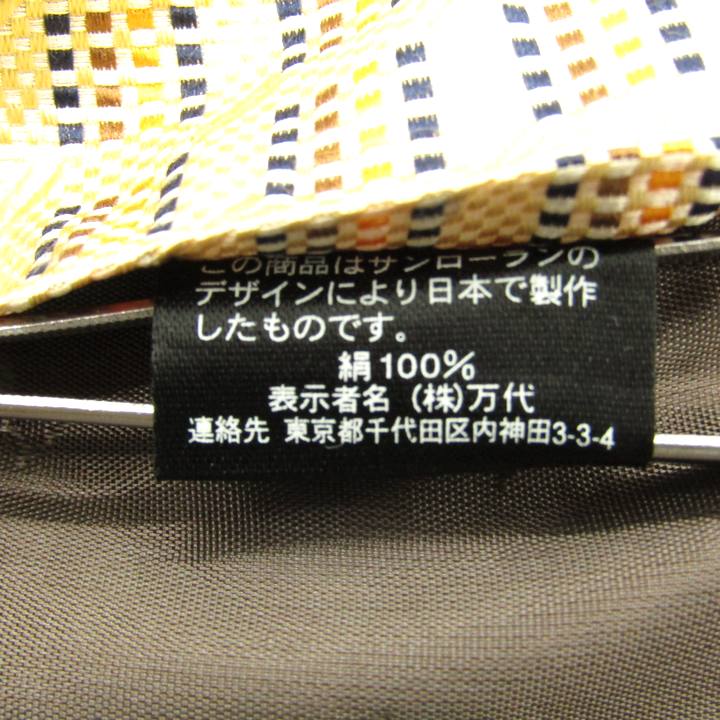 この商品はサンローランの
デザインにより日本で製作
したものです。
絹100%
表示者名 (株)万代
連絡先 東京都千代田区内神田3-3-4